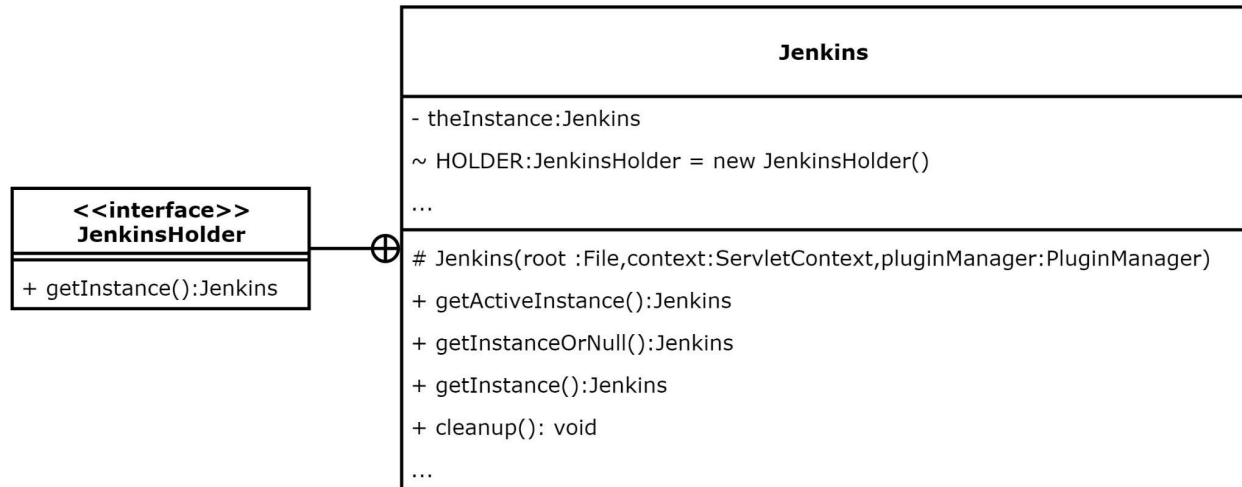 <<interface>>
JenkinsHolder
+ getInstance():Jenkins
Jenkins
- theInstance:Jenkins
~ HOLDER:JenkinsHolder = new JenkinsHolder()
...
# Jenkins(root :File,context:ServletContext,pluginManager:PluginManager)
+ getActiveInstance():Jenkins
+ getInstanceOrNull():Jenkins
+ getInstance():Jenkins
+ cleanup(): void
...